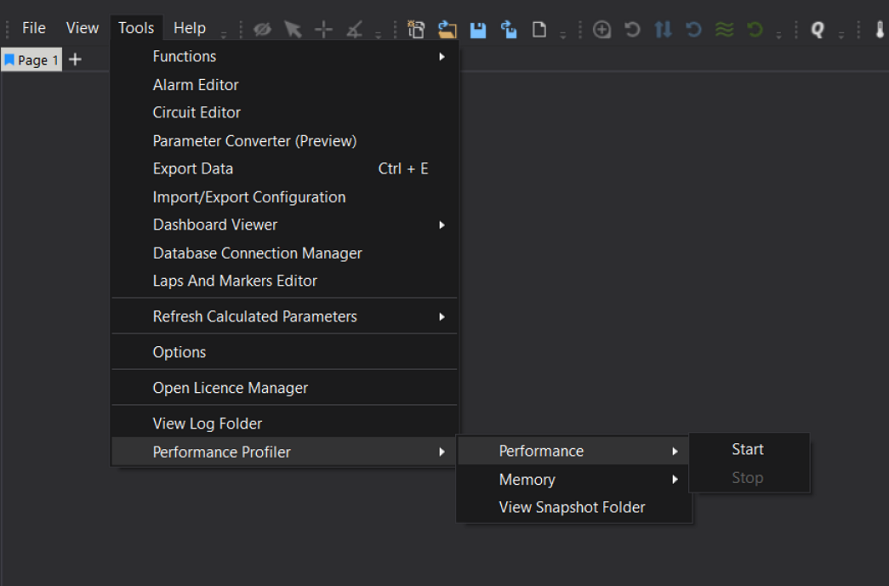 File View Tools Help Q
Page 1 +
Functions
Alarm Editor
Circuit Editor
Parameter Converter (Preview)
Export Data Ctrl + E
Import/Export Configuration
Dashboard Viewer
Database Connection Manager
Laps And Markers Editor
Refresh Calculated Parameters
Options
Open Licence Manager
View Log Folder
Performance Profiler
Performance
Memory
View Snapshot Folder
Start
Stop